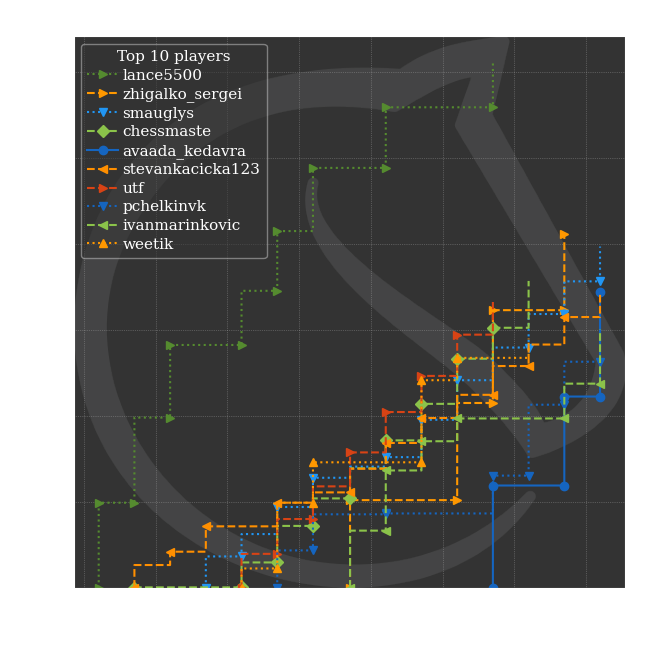 Top 10 players
lance5500
zhigalko_sergei
smauglys
chessmaste
avaada_kedavra
stevankacicka123
utf
pchelkinvk
ivanmarinkovic
weetik